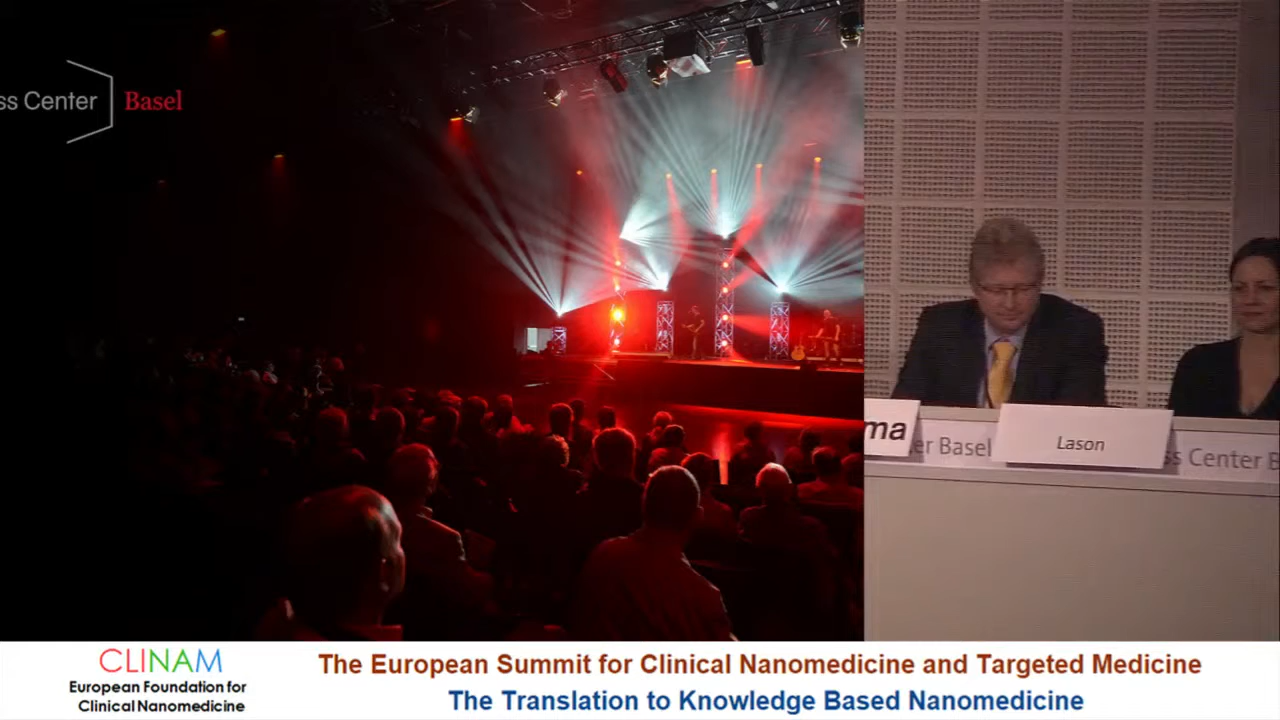 ss Center
Basel
ma
er Basel
Lason
ss Center B
CLINAM
European Foundation for
Clinical Nanomedicine
The European Summit for Clinical Nanomedicine and Targeted Medicine
The Translation to Knowledge Based Nanomedicine